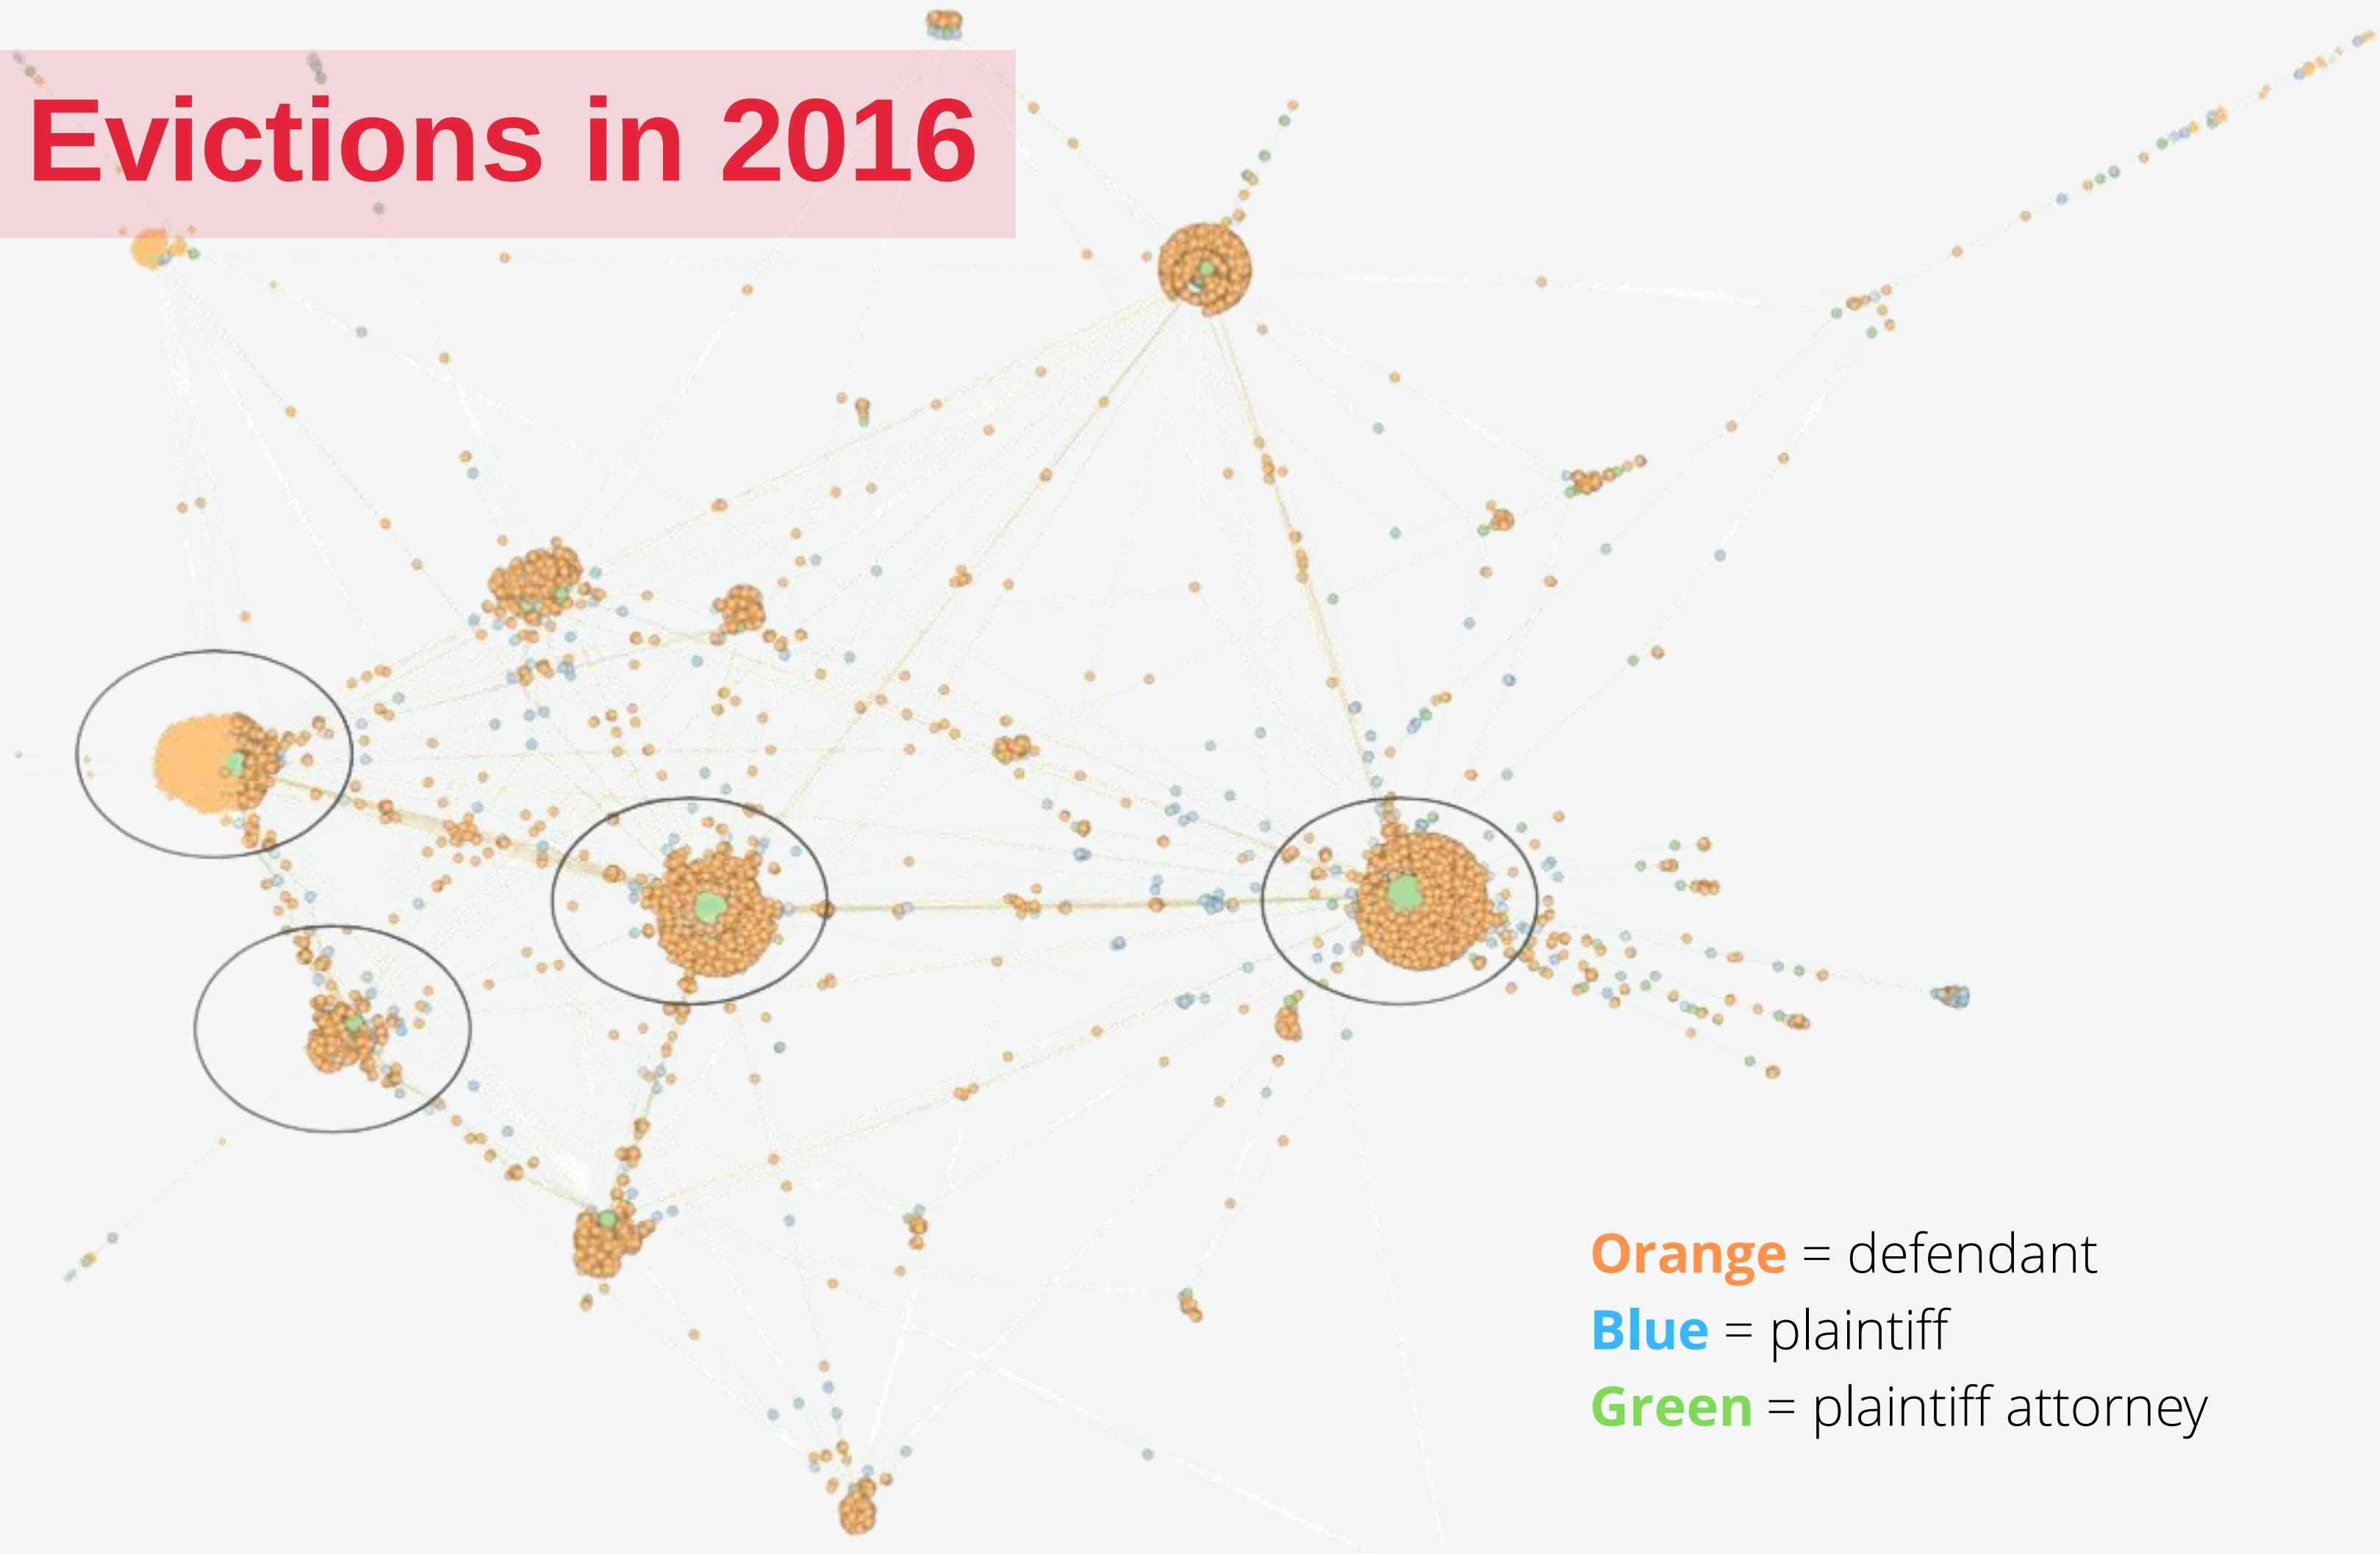 Evictions in 2016
Orange = defendant
Blue = plaintiff
Green = plaintiff attorney